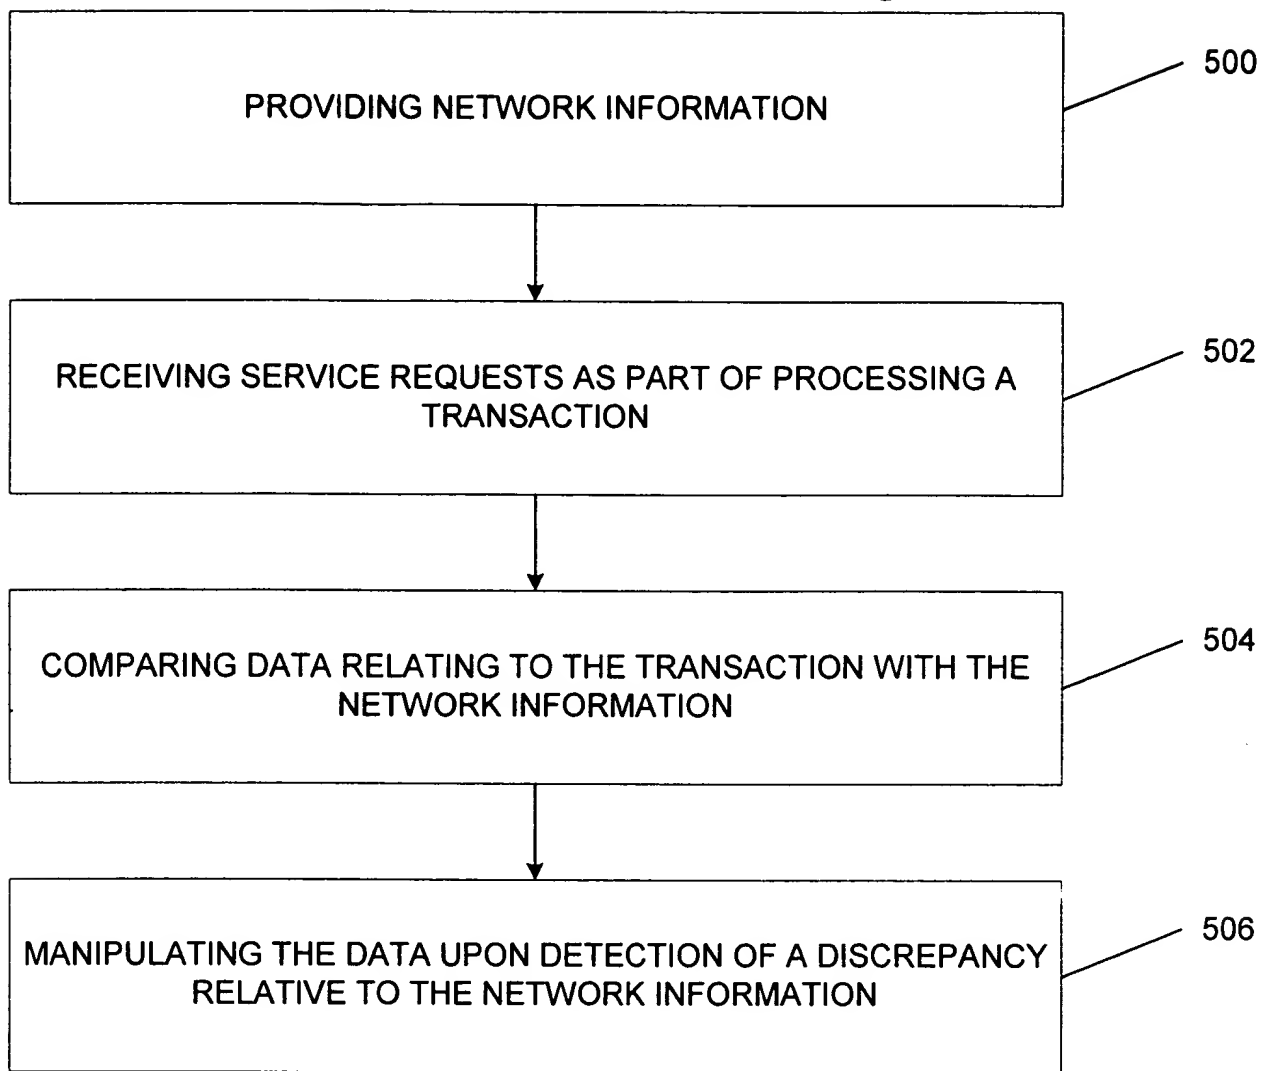 PROVIDING NETWORK INFORMATION
500
RECEIVING SERVICE REQUESTS AS PART OF PROCESSING A
TRANSACTION
502
COMPARING DATA RELATING TO THE TRANSACTION WITH THE
NETWORK INFORMATION
504
MANIPULATING THE DATA UPON DETECTION OF A DISCREPANCY
RELATIVE TO THE NETWORK INFORMATION
506